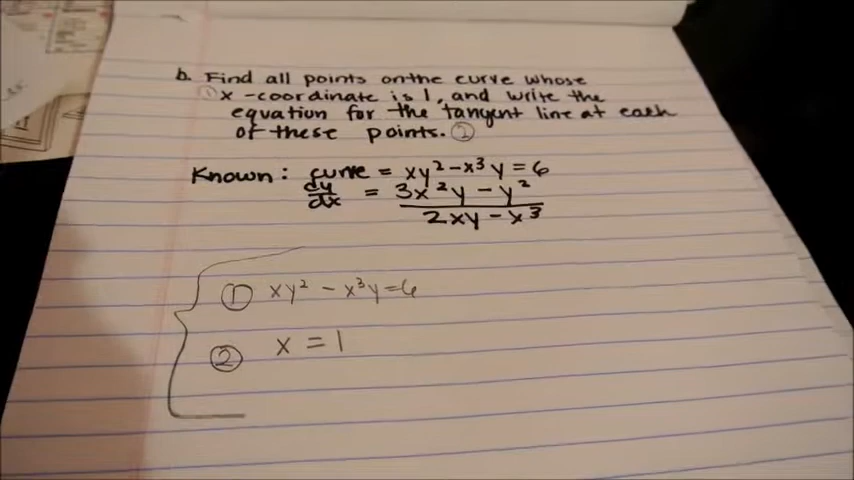 b. Find all points on the curve whose
① x-coordinate is 1, and write the
equation for the tangent line at each
of these points. ②
Known: curve = xy² - x³y = 6
dy/dx = (3x²y - y²)/(2xy - x³)
① xy² - x³y = 6
② x = 1